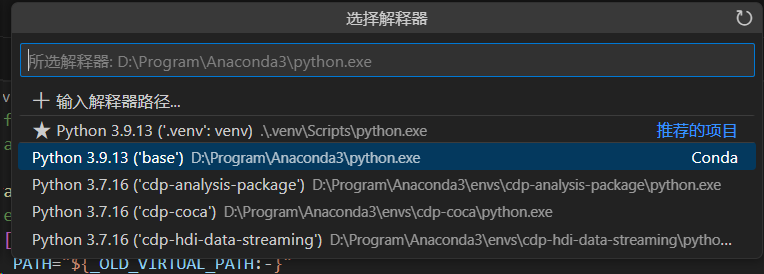 选择解释器
所选解释器: D:\Program\Anaconda3\python.exe
输入解释器路径...
Python 3.9.13 ('.venv': venv) .\.venv\Scripts\python.exe 推荐的项目
Python 3.9.13 ('base') D:\Program\Anaconda3\python.exe Conda
Python 3.7.16 ('cdp-analysis-package') D:\Program\Anaconda3\envs\cdp-analysis-package\python.exe
Python 3.7.16 ('cdp-coca') D:\Program\Anaconda3\envs\cdp-coca\python.exe
Python 3.7.16 ('cdp-hdi-data-streaming') D:\Program\Anaconda3\envs\cdp-hdi-data-streaming\pytho...
PATH="${_OLD_VIRTUAL_PATH:-}"